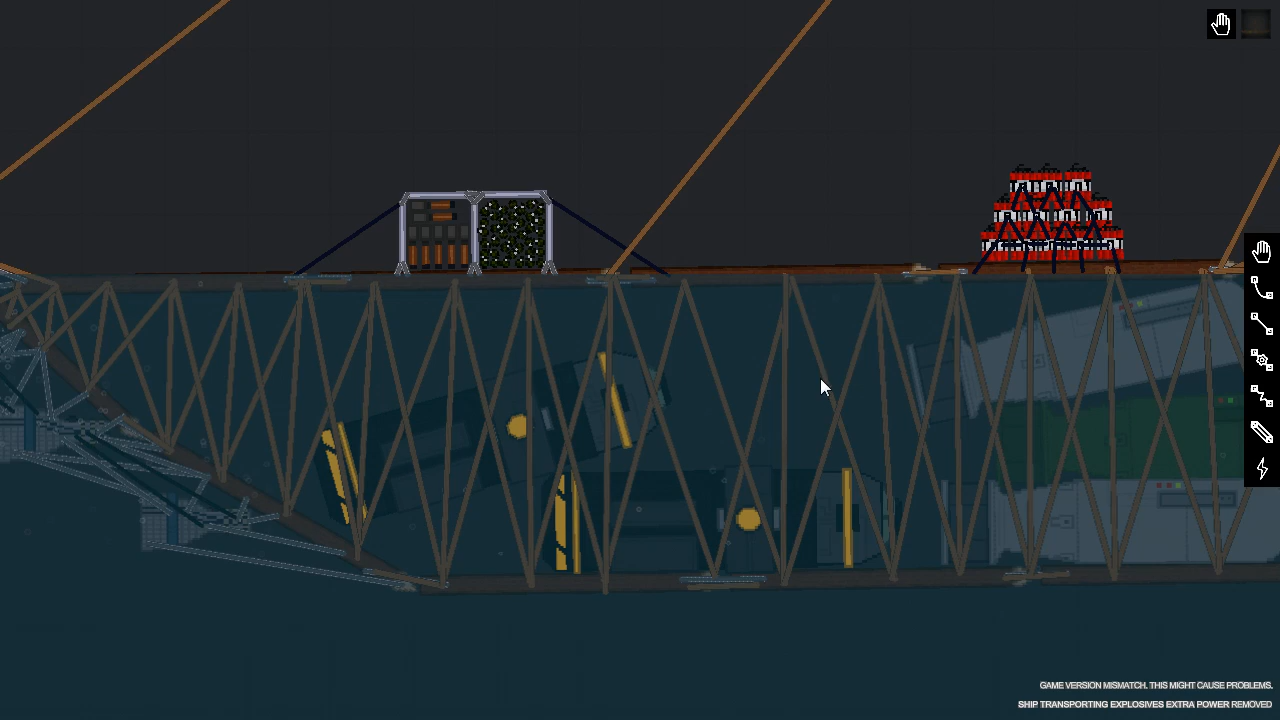 GAME VERSION MISMATCH. THIS MIGHT CAUSE PROBLEMS.
SHIP TRANSPORTING EXPLOSIVES EXTRA POWER REMOVED